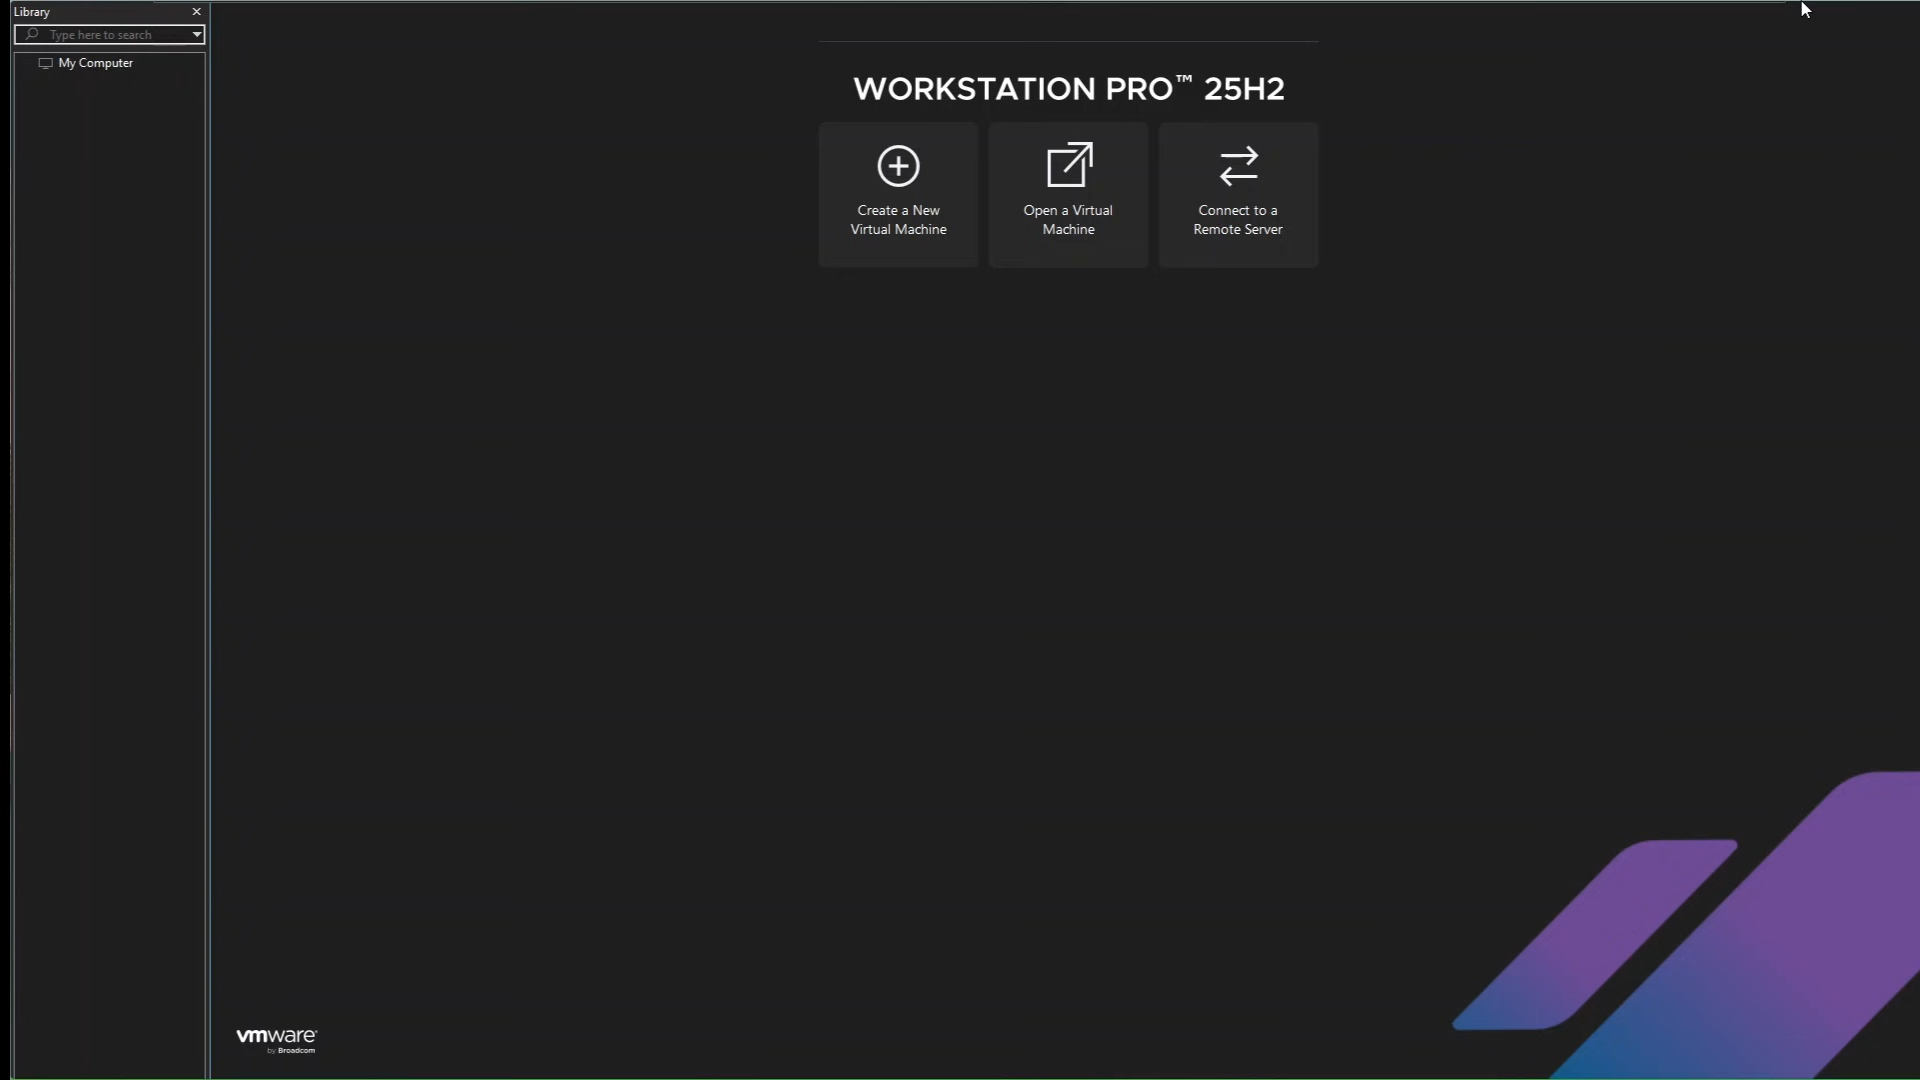 Library
Type here to search
My Computer
WORKSTATION PRO™ 25H2
Create a New
Virtual Machine
Open a Virtual
Machine
Connect to a
Remote Server
vmware®
by Broadcom